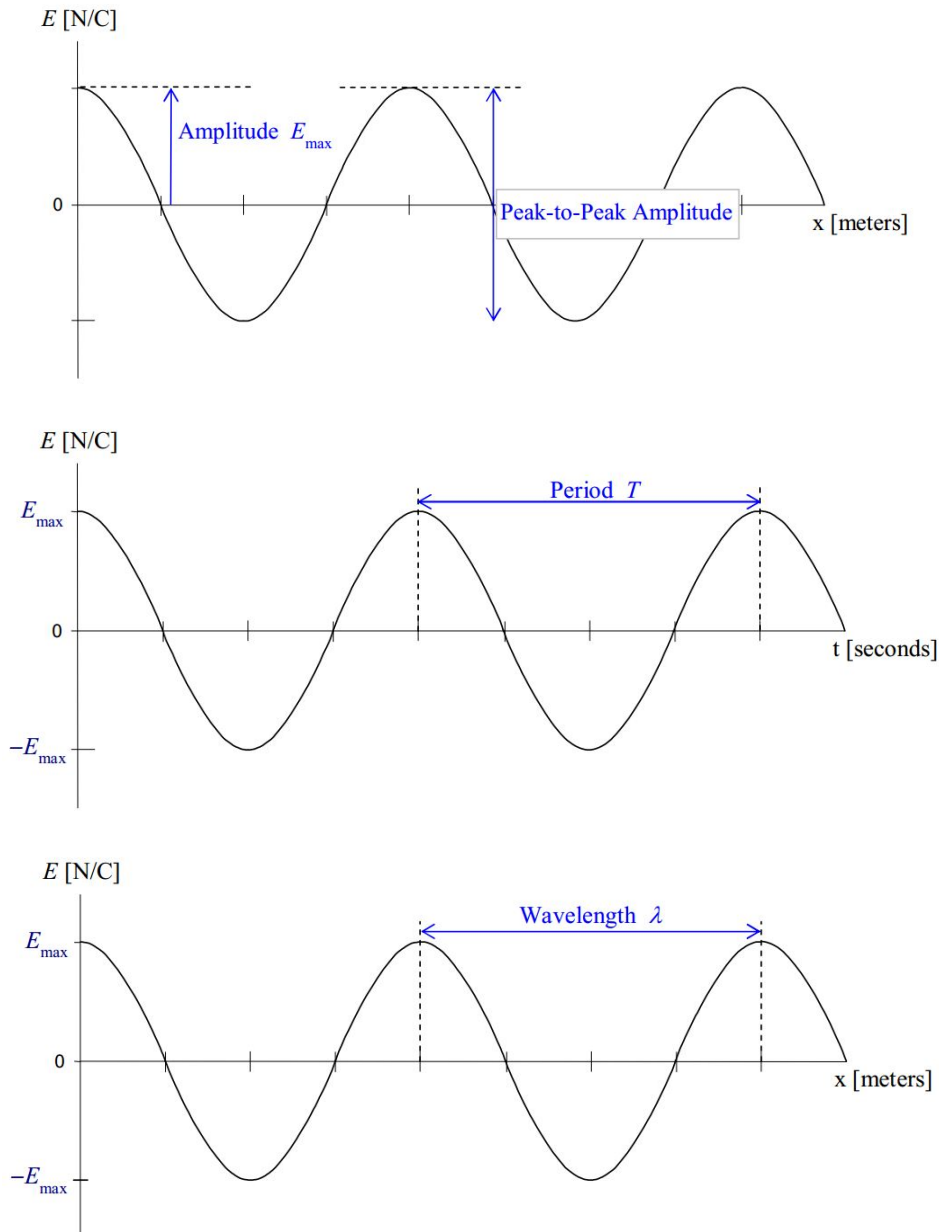 E [N/C]
Amplitude E_max
0
Peak-to-Peak Amplitude
x [meters]
E [N/C]
Period T
E_max
0
t [seconds]
−E_max
E [N/C]
Wavelength λ
E_max
0
x [meters]
−E_max